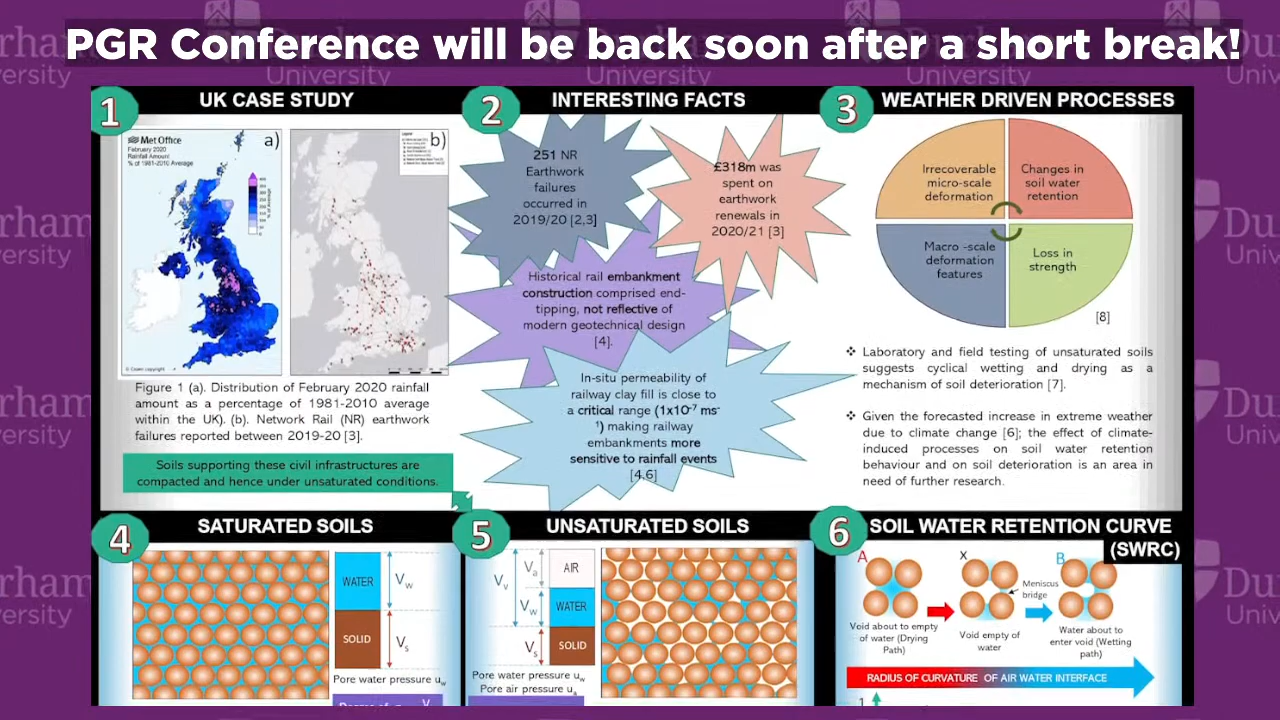 PGR Conference will be back soon after a short break!
1
UK CASE STUDY
Met Office
February 2020
Rainfall Amount
% of 1981-2010 Average
a)
b)
Figure 1 (a). Distribution of February 2020 rainfall
amount as a percentage of 1981-2010 average
within the UK). (b). Network Rail (NR) earthwork
failures reported between 2019-20 [3].
Soils supporting these civil infrastructures are
compacted and hence under unsaturated conditions.
2
INTERESTING FACTS
251 NR
Earthwork
failures
occurred in
2019/20 [2,3]
£318m was
spent on
earthwork
renewals in
2020/21 [3]
Historical rail embankment
construction comprised end-
tipping, not reflective of
modern geotechnical design
[4].
In-situ permeability of
railway clay fill is close to
a critical range (1x10⁻⁷ ms⁻
¹) making railway
embankments more
sensitive to rainfall events
[4,6]
3
WEATHER DRIVEN PROCESSES
Irrecoverable
micro-scale
deformation
Changes in
soil water
retention
Macro -scale
deformation
features
Loss in
strength
[8]
❖ Laboratory and field testing of unsaturated soils
suggests cyclical wetting and drying as a
mechanism of soil deterioration [7].
❖ Given the forecasted increase in extreme weather
due to climate change [6]; the effect of climate-
induced processes on soil water retention
behaviour and on soil deterioration is an area in
need of further research.
4
SATURATED SOILS
WATER
Vw
SOLID
Vs
Pore water pressure uw
5
UNSATURATED SOILS
Vv
Va
AIR
Vw
WATER
Vs
SOLID
Pore water pressure uw
Pore air pressure ua
6
SOIL WATER RETENTION CURVE
(SWRC)
A
X
B
Meniscus
bridge
Void about to empty
of water (Drying
Path)
Void empty of
water
Water about to
enter void (Wetting
path)
RADIUS OF CURVATURE OF AIR WATER INTERFACE
1